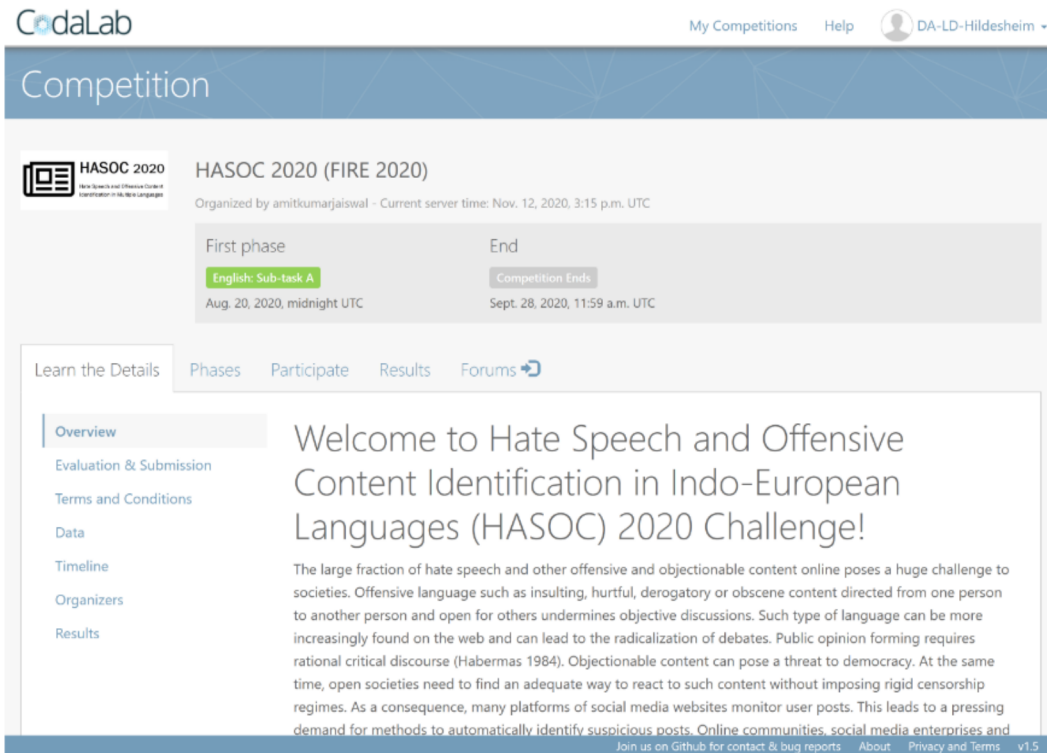 CodaLab
My Competitions Help DA-LD-Hildesheim
Competition
HASOC 2020
Hate Speech and Offensive Content
Identification in Multiple Languages
HASOC 2020 (FIRE 2020)
Organized by amitkumarjaiswal - Current server time: Nov. 12, 2020, 3:15 p.m. UTC
First phase End
English: Sub-task A Competition Ends
Aug. 20, 2020, midnight UTC Sept. 28, 2020, 11:59 a.m. UTC
Learn the Details Phases Participate Results Forums
Overview
Evaluation & Submission
Terms and Conditions
Data
Timeline
Organizers
Results
Welcome to Hate Speech and Offensive
Content Identification in Indo-European
Languages (HASOC) 2020 Challenge!
The large fraction of hate speech and other offensive and objectionable content online poses a huge challenge to
societies. Offensive language such as insulting, hurtful, derogatory or obscene content directed from one person
to another person and open for others undermines objective discussions. Such type of language can be more
increasingly found on the web and can lead to the radicalization of debates. Public opinion forming requires
rational critical discourse (Habermas 1984). Objectionable content can pose a threat to democracy. At the same
time, open societies need to find an adequate way to react to such content without imposing rigid censorship
regimes. As a consequence, many platforms of social media websites monitor user posts. This leads to a pressing
demand for methods to automatically identify suspicious posts. Online communities, social media enterprises and
Join us on Github for contact & bug reports About Privacy and Terms v1.5